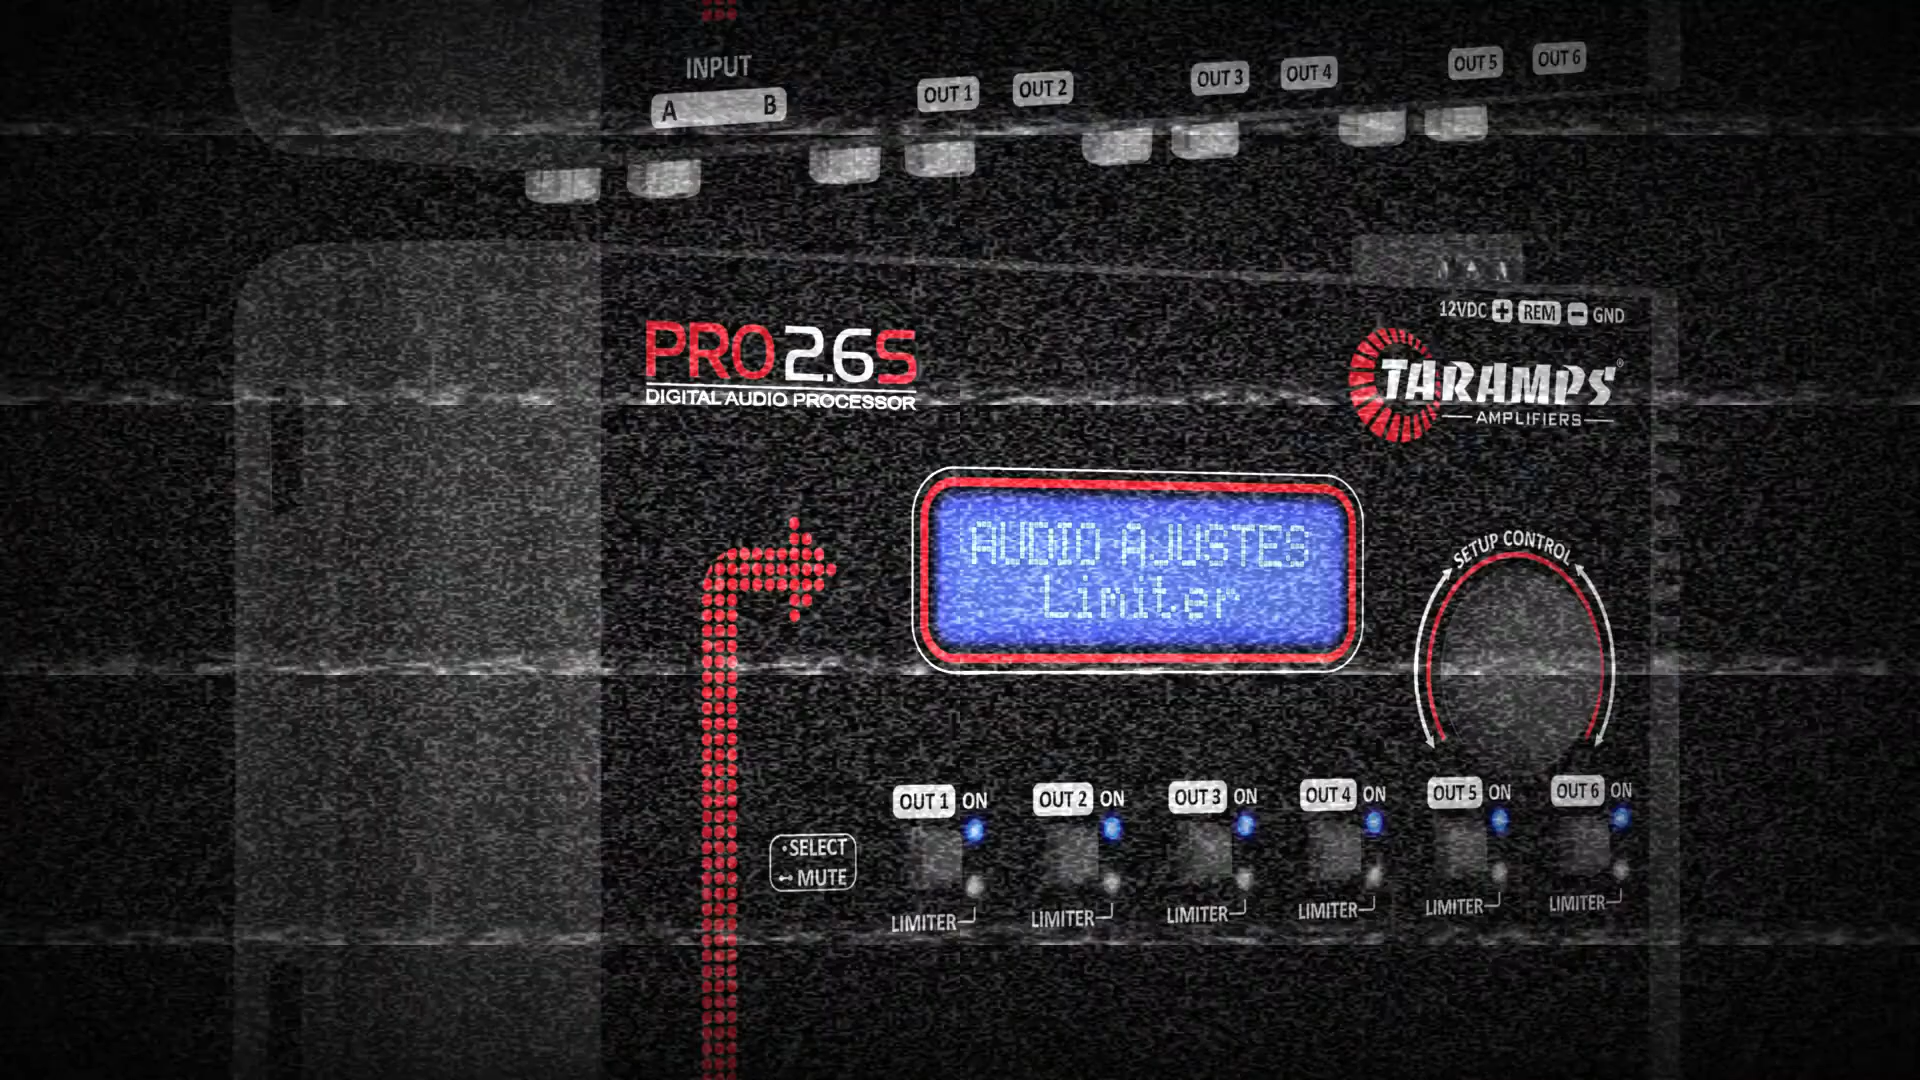 INPUT
A B
OUT 1 OUT 2 OUT 3 OUT 4 OUT 5 OUT 6
12VDC + REM - GND
PRO 2.6S
DIGITAL AUDIO PROCESSOR
TARAMPS®
AMPLIFIERS
AUDIO AJUSTES
Limiter
SETUP CONTROL
OUT 1 ON OUT 2 ON OUT 3 ON OUT 4 ON OUT 5 ON OUT 6 ON
SELECT
MUTE
LIMITER LIMITER LIMITER LIMITER LIMITER LIMITER